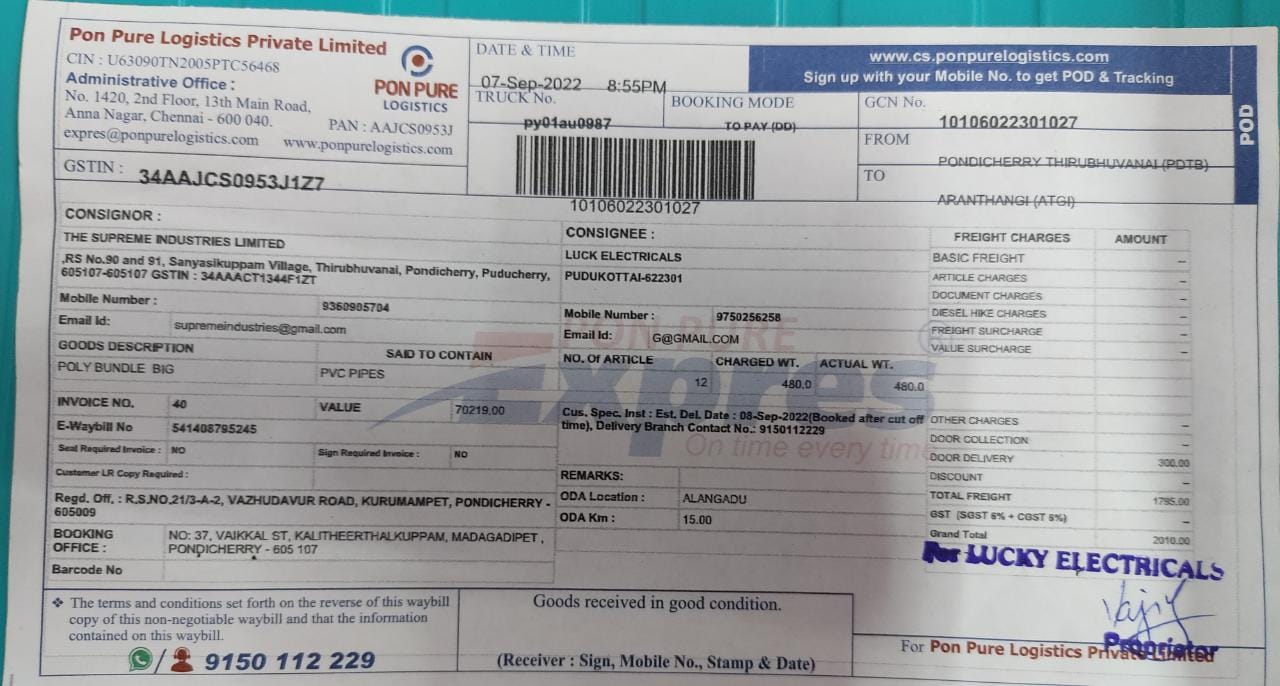 Pon Pure Logistics Private Limited
CIN : U63090TN2005PTC56468
Administrative Office :
No. 1420, 2nd Floor, 13th Main Road,
Anna Nagar, Chennai - 600 040.
PAN : AAJCS0953J
expres@ponpurelogistics.com www.ponpurelogistics.com
PON PURE
LOGISTICS
GSTIN : 34AAJCS0953J1Z7
DATE & TIME
07-Sep-2022 8:55PM
TRUCK No.
py01au0987
BOOKING MODE
TO PAY (DD)
10106022301027
www.cs.ponpurelogistics.com
Sign up with your Mobile No. to get POD & Tracking
GCN No.
10106022301027
FROM
PONDICHERRY THIRUBHUVANAI (PDTB)
TO
ARANTHANGI (ATGI)
POD
CONSIGNOR :
THE SUPREME INDUSTRIES LIMITED
,RS No.90 and 91, Sanyasikuppam Village, Thirubhuvanai, Pondicherry, Puducherry,
605107-605107 GSTIN : 34AAACT1344F1ZT
Mobile Number : 9360905704
Email Id: supremeindustries@gmail.com
GOODS DESCRIPTION SAID TO CONTAIN
POLY BUNDLE BIG PVC PIPES
INVOICE NO. 40 VALUE 70219.00
E-Waybill No 541408795245
Seal Required Invoice : NO Sign Required Invoice : NO
Customer LR Copy Required :
Regd. Off. : R.S.NO,21/3-A-2, VAZHUDAVUR ROAD, KURUMAMPET, PONDICHERRY -
605009
BOOKING OFFICE : NO: 37, VAIKKAL ST, KALITHEERTHALKUPPAM, MADAGADIPET ,
PONDICHERRY - 605 107
Barcode No
CONSIGNEE :
LUCK ELECTRICALS
PUDUKOTTAI-622301
Mobile Number : 9750256258
Email Id: G@GMAIL.COM
NO. OF ARTICLE CHARGED WT. ACTUAL WT.
12 480.0 480.0
Cus. Spec. Inst : Est. Del. Date : 08-Sep-2022(Booked after cut off
time), Delivery Branch Contact No.: 9150112229
REMARKS:
ODA Location : ALANGADU
ODA Km : 15.00
PON PURE
Expres
On time every time
FREIGHT CHARGES AMOUNT
BASIC FREIGHT –
ARTICLE CHARGES –
DOCUMENT CHARGES –
DIESEL HIKE CHARGES –
FREIGHT SURCHARGE –
VALUE SURCHARGE –
OTHER CHARGES –
DOOR COLLECTION –
DOOR DELIVERY 300.00
DISCOUNT –
TOTAL FREIGHT 1795.00
GST –
Grand Total 2010.00
For LUCKY ELECTRICALS
Proprietor
❖ The terms and conditions set forth on the reverse of this waybill
copy of this non-negotiable waybill and that the information
contained on this waybill.
/ 9150 112 229
Goods received in good condition.
(Receiver : Sign, Mobile No., Stamp & Date)
For Pon Pure Logistics Private Limited